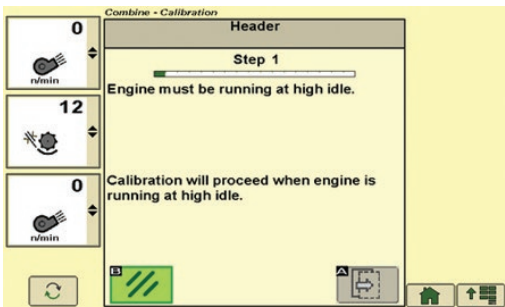 Combine - Calibration
0
n/min
12
0
n/min
Header
Step 1
Engine must be running at high idle.
Calibration will proceed when engine is
running at high idle.
B
A